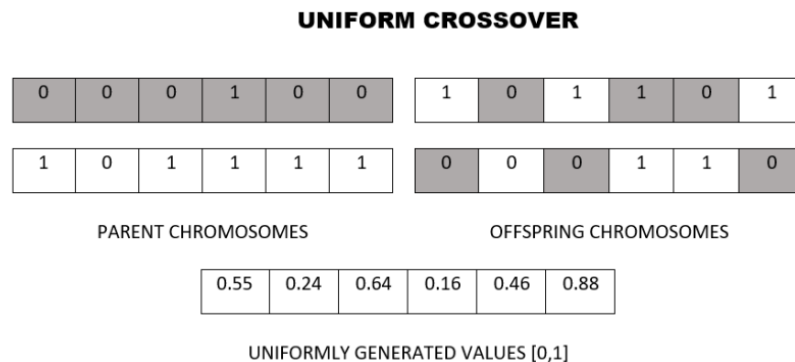 UNIFORM CROSSOVER
0 0 0 1 0 0
1 0 1 1 0 1
1 0 1 1 1 1
0 0 0 1 1 0
PARENT CHROMOSOMES
OFFSPRING CHROMOSOMES
0.55 0.24 0.64 0.16 0.46 0.88
UNIFORMLY GENERATED VALUES [0,1]